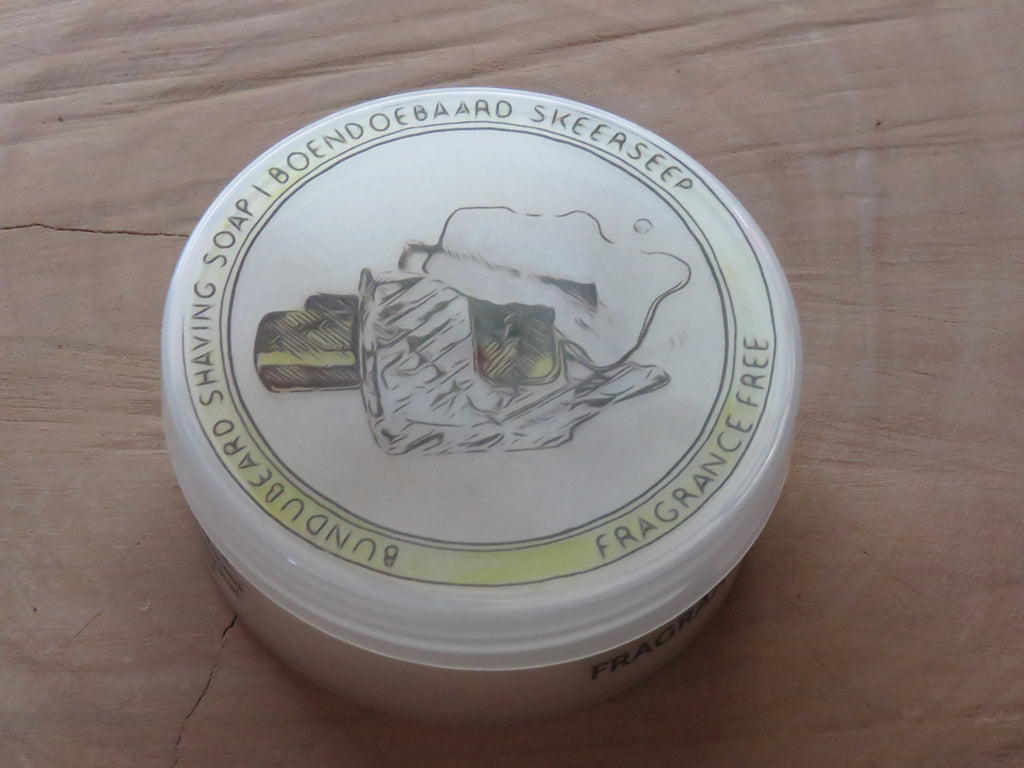 BUNDUBEARD SHAVING SOAP | BOENDOEBAARD SKEERSEEP
FRAGRANCE FREE